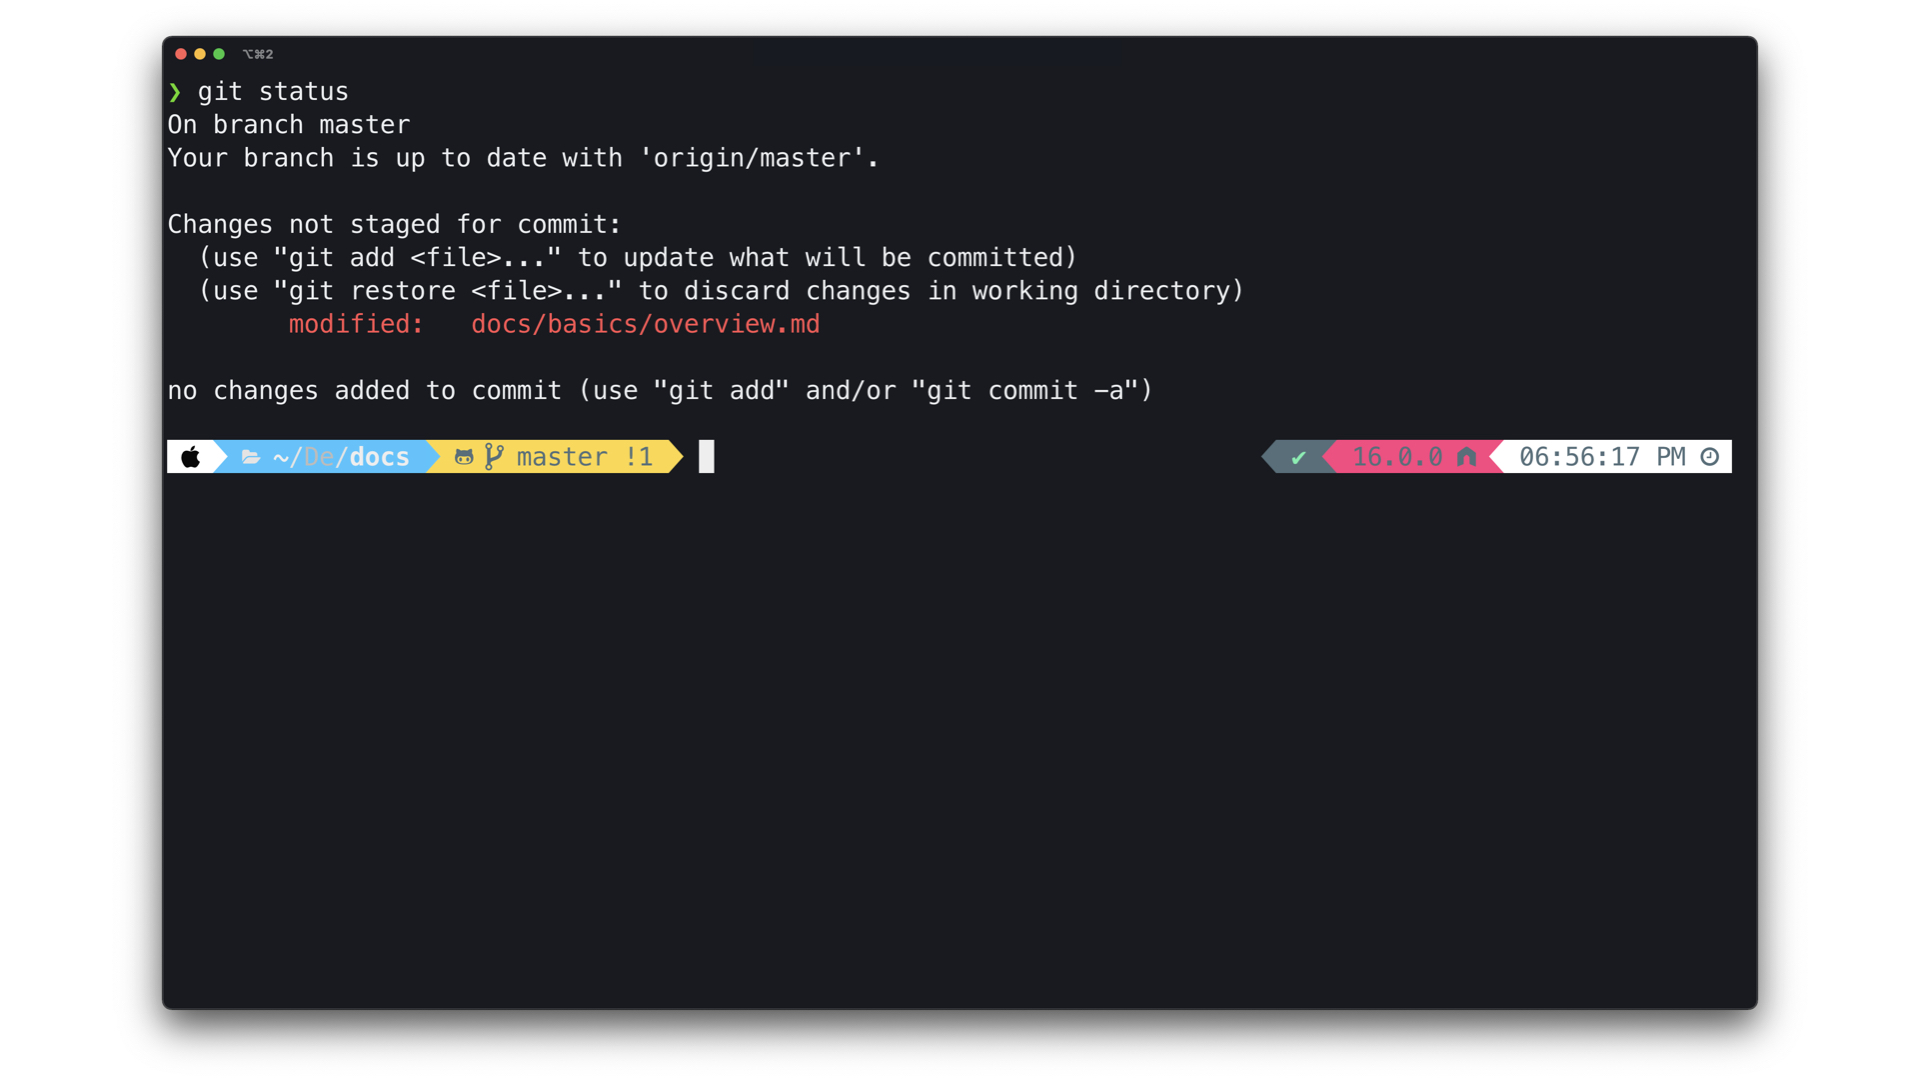 ⌥⌘2
❯ git status
On branch master
Your branch is up to date with 'origin/master'.
Changes not staged for commit:
  (use "git add <file>..." to update what will be committed)
  (use "git restore <file>..." to discard changes in working directory)
        modified:   docs/basics/overview.md
no changes added to commit (use "git add" and/or "git commit -a")
~/De/docs master !1 ✔ 16.0.0 06:56:17 PM